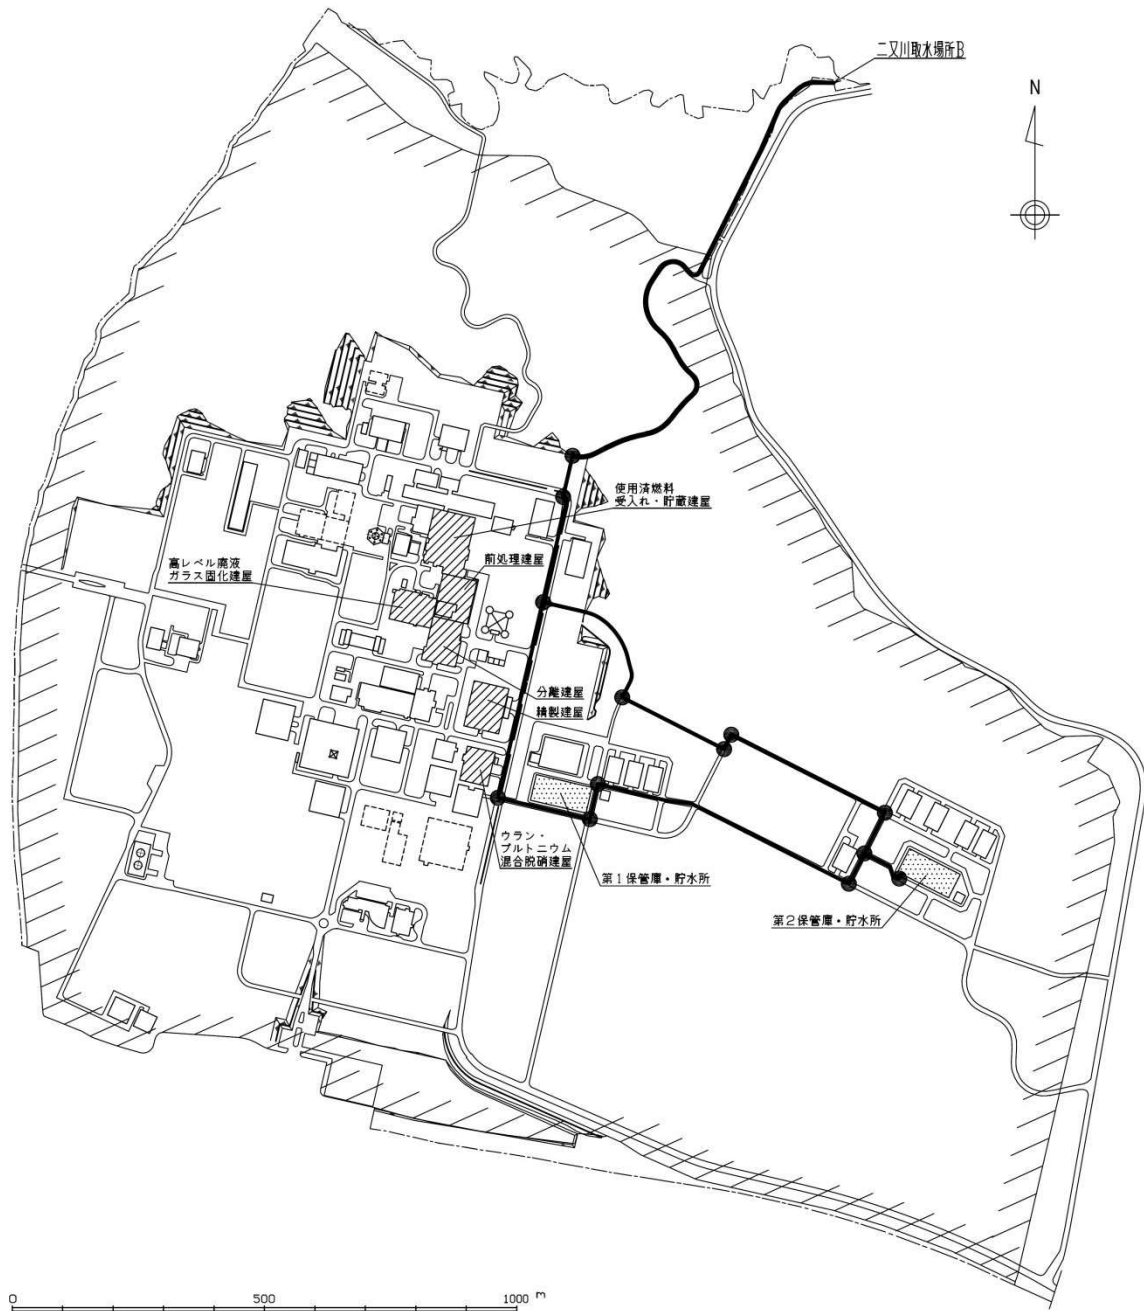 二又川取水場所B
N
使用済燃料
受入れ・貯蔵建屋
前処理建屋
高レベル廃液
ガラス固化建屋
分離建屋
精製建屋
ウラン・
プルトニウム
混合脱硝建屋
第1保管庫・貯水所
第2保管庫・貯水所
0 500 1000 m